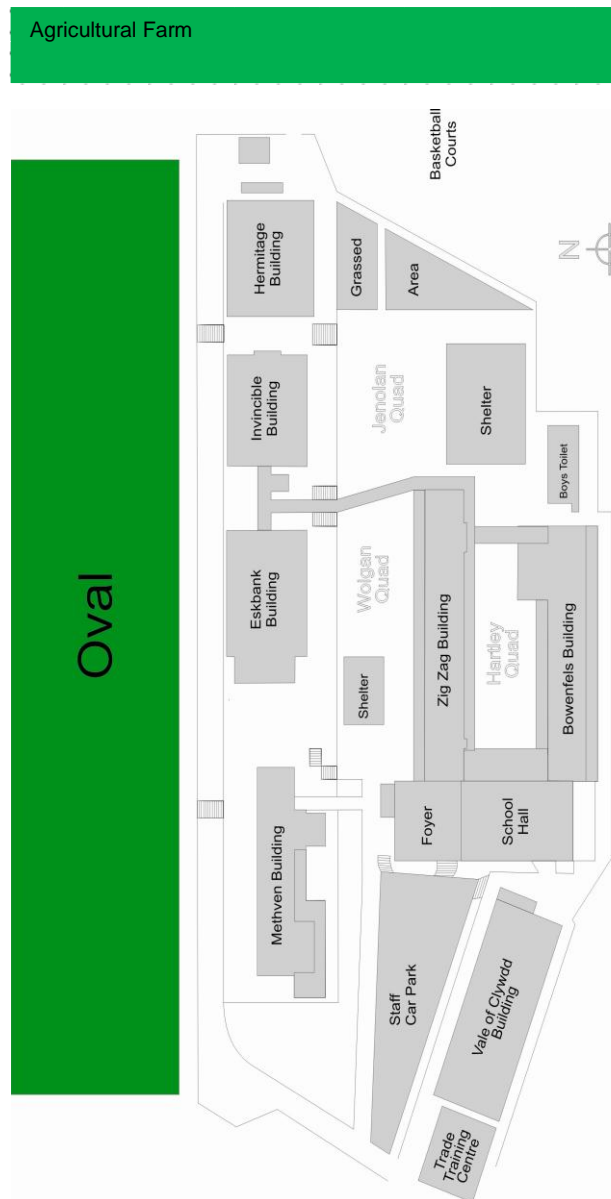 Agricultural Farm
Basketball
Courts
N
Hermitage
Building
Grassed
Area
Invincible
Building
Jenolan
Quad
Shelter
Boys Toilet
Oval
Eskbank
Building
Wolgan
Quad
Shelter
Zig Zag Building
Hartley
Quad
Bowenfels Building
Methven Building
Foyer
School
Hall
Staff
Car Park
Vale of Clywdd
Building
Trade
Training
Centre